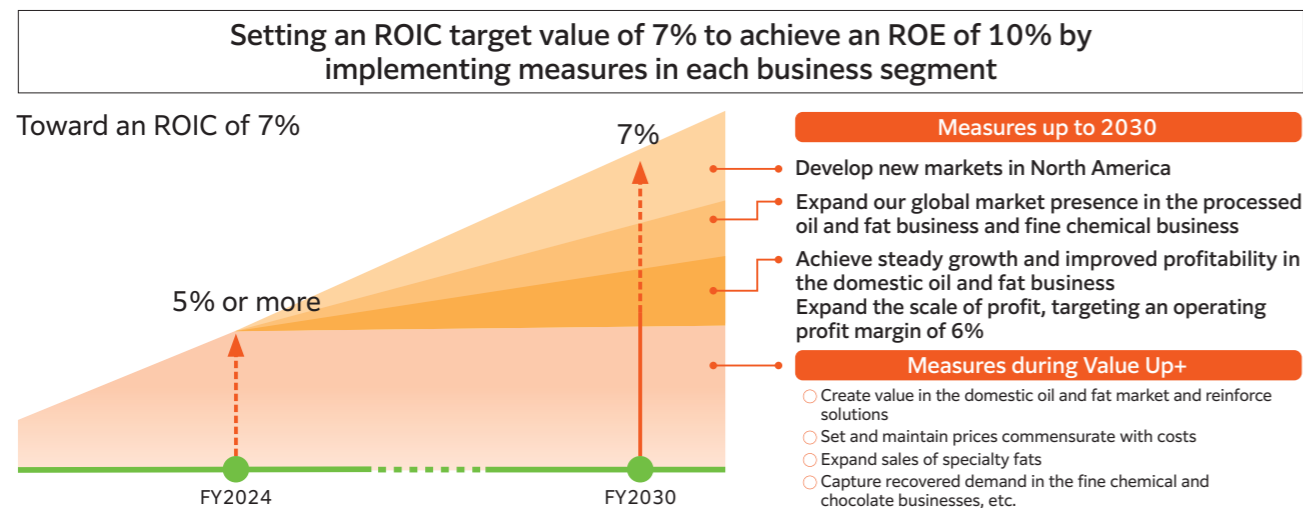 Setting an ROIC target value of 7% to achieve an ROE of 10% by
implementing measures in each business segment
Toward an ROIC of 7%
7%
5% or more
FY2024
FY2030
Measures up to 2030
Develop new markets in North America
Expand our global market presence in the processed
oil and fat business and fine chemical business
Achieve steady growth and improved profitability in
the domestic oil and fat business
Expand the scale of profit, targeting an operating
profit margin of 6%
Measures during Value Up+
○ Create value in the domestic oil and fat market and reinforce
solutions
○ Set and maintain prices commensurate with costs
○ Expand sales of specialty fats
○ Capture recovered demand in the fine chemical and
chocolate businesses, etc.